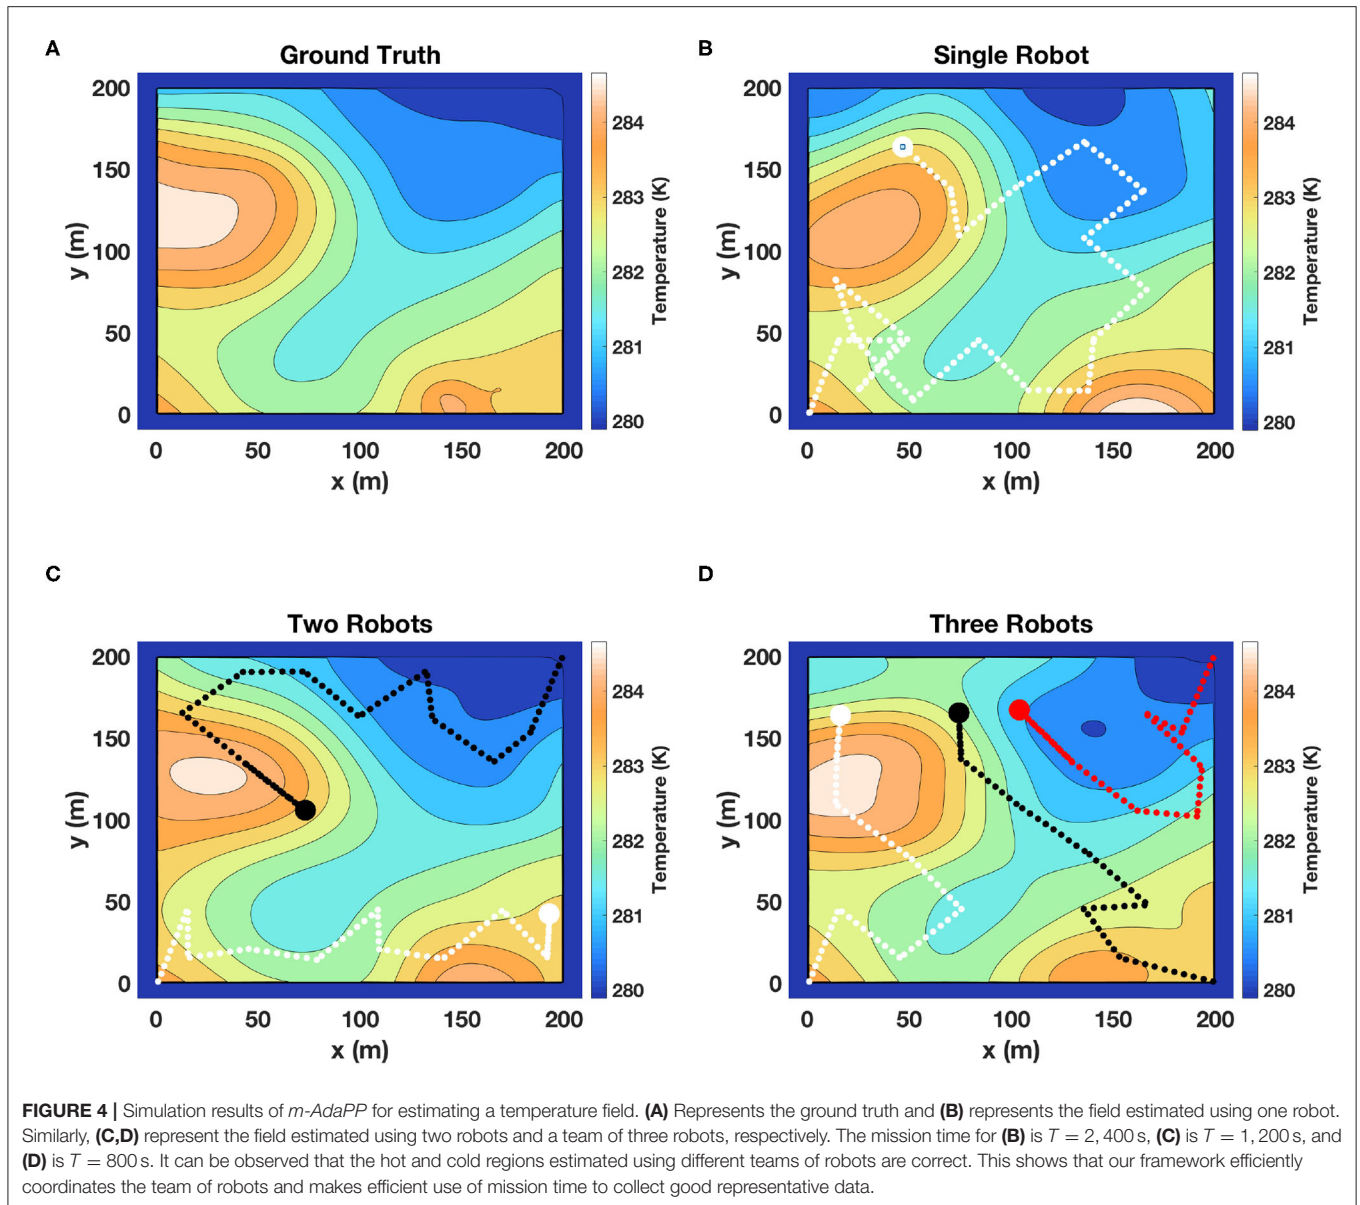 A
Ground Truth
200
150
100
50
0
y (m)
0 50 100 150 200
x (m)
284
283
282
281
280
Temperature (K)
B
Single Robot
200
150
100
50
0
y (m)
0 50 100 150 200
x (m)
284
283
282
281
280
Temperature (K)
C
Two Robots
200
150
100
50
0
y (m)
0 50 100 150 200
x (m)
284
283
282
281
280
Temperature (K)
D
Three Robots
200
150
100
50
0
y (m)
0 50 100 150 200
x (m)
284
283
282
281
280
Temperature (K)
FIGURE 4 | Simulation results of m-AdaPP for estimating a temperature field. (A) Represents the ground truth and (B) represents the field estimated using one robot.
Similarly, (C,D) represent the field estimated using two robots and a team of three robots, respectively. The mission time for (B) is T = 2, 400 s, (C) is T = 1, 200 s, and
(D) is T = 800 s. It can be observed that the hot and cold regions estimated using different teams of robots are correct. This shows that our framework efficiently
coordinates the team of robots and makes efficient use of mission time to collect good representative data.